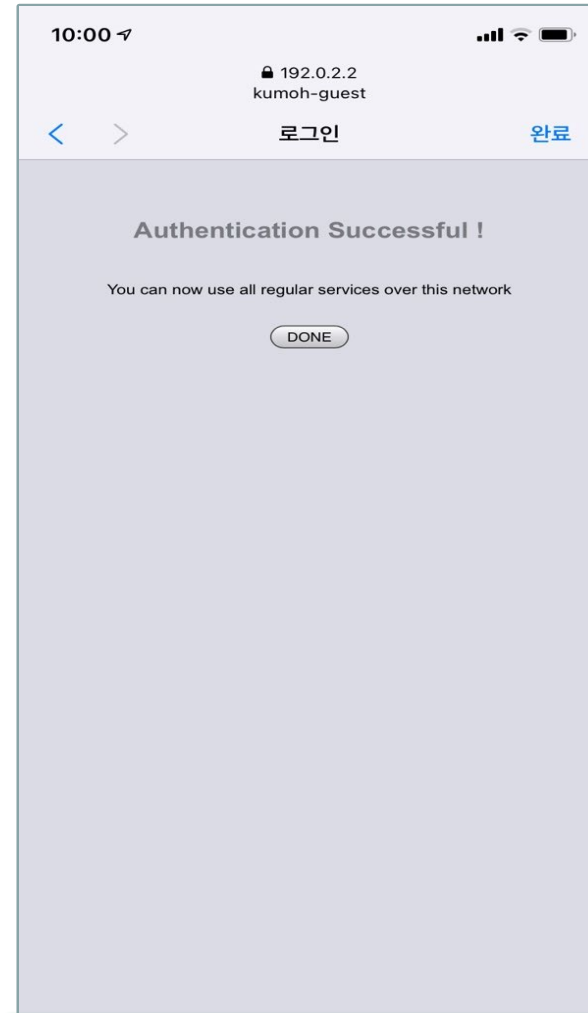 10:00
192.0.2.2
kumoh-guest
로그인 완료
Authentication Successful !
You can now use all regular services over this network
DONE